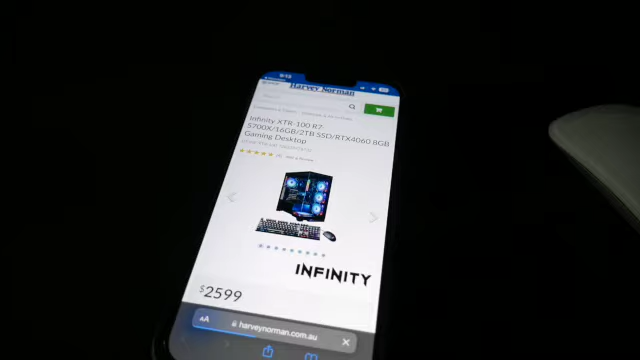 Harvey Norman
Infinity XTR-100 R7-
5700X/16GB/2TB SSD/RTX4060 8GB
Gaming Desktop
INFINITY
$2599
AA harveynorman.com.au